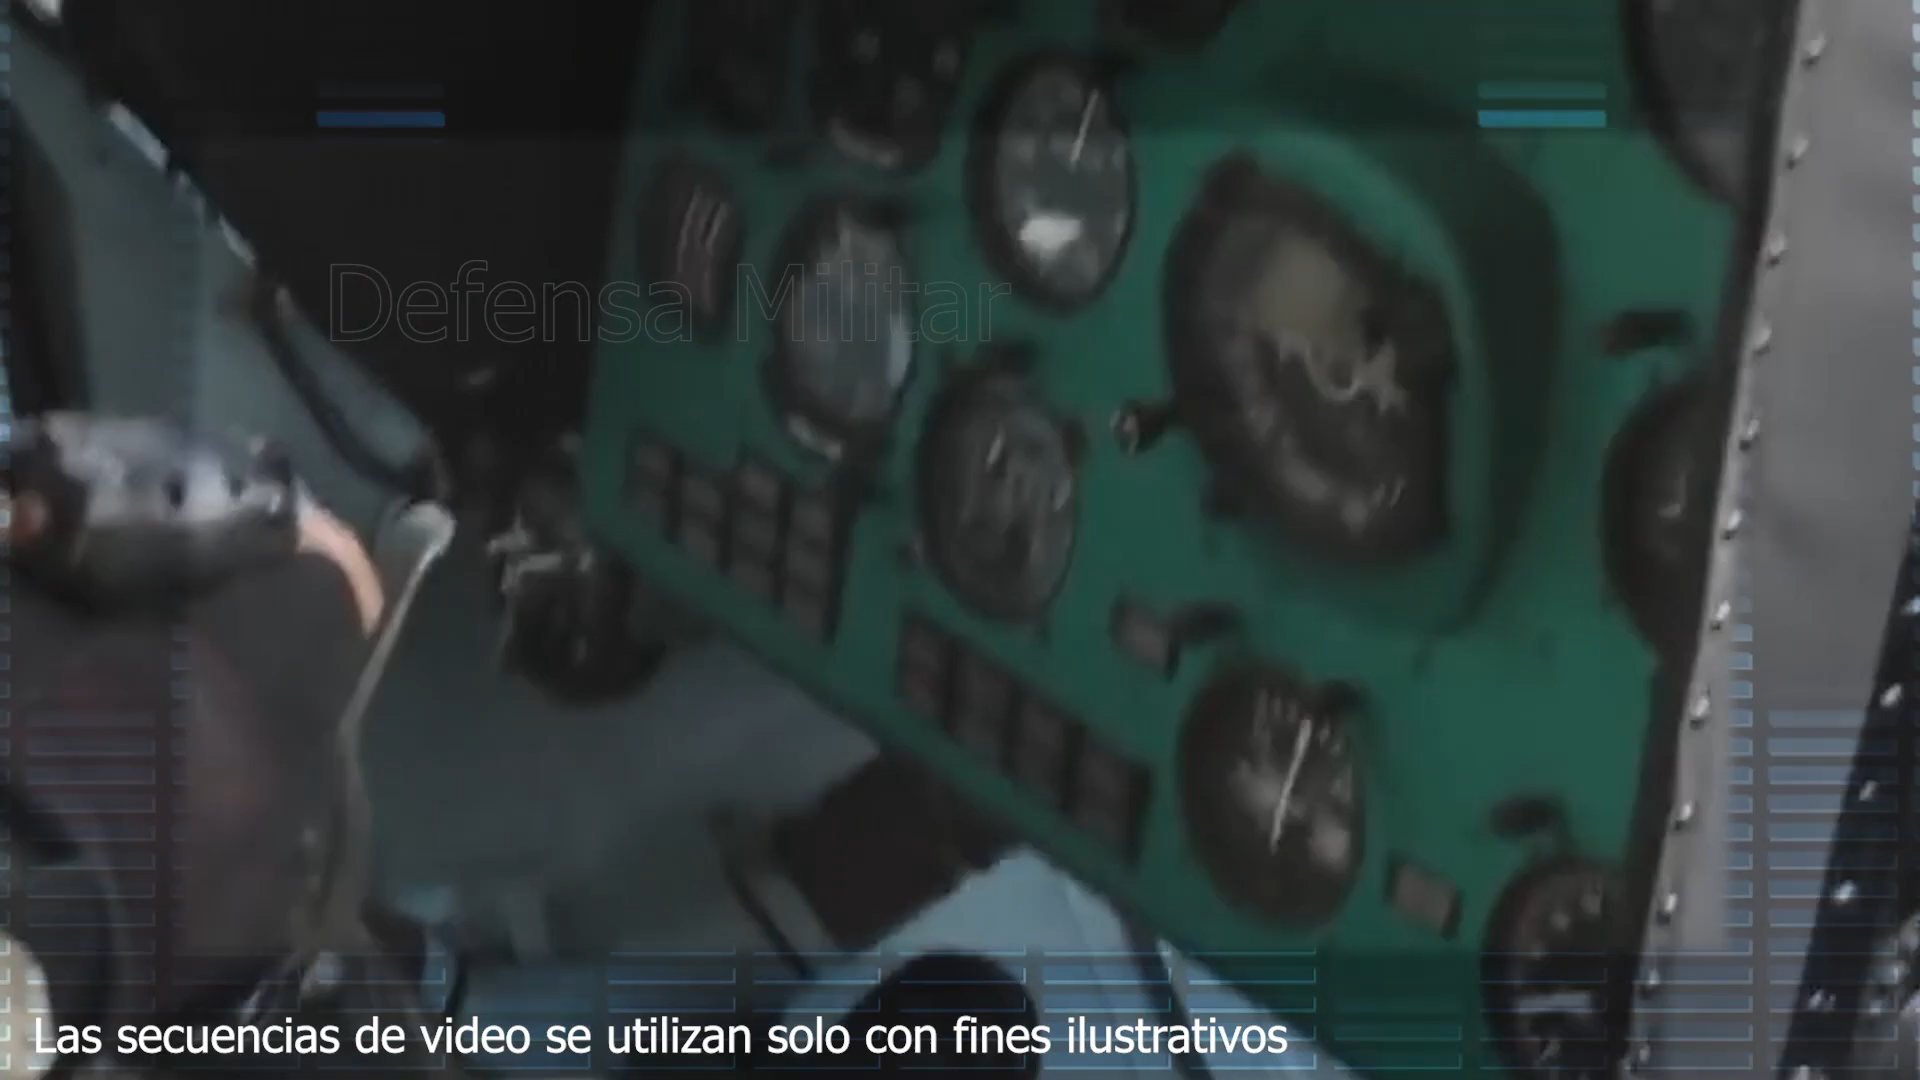 Defensa Militar
Las secuencias de video se utilizan solo con fines ilustrativos